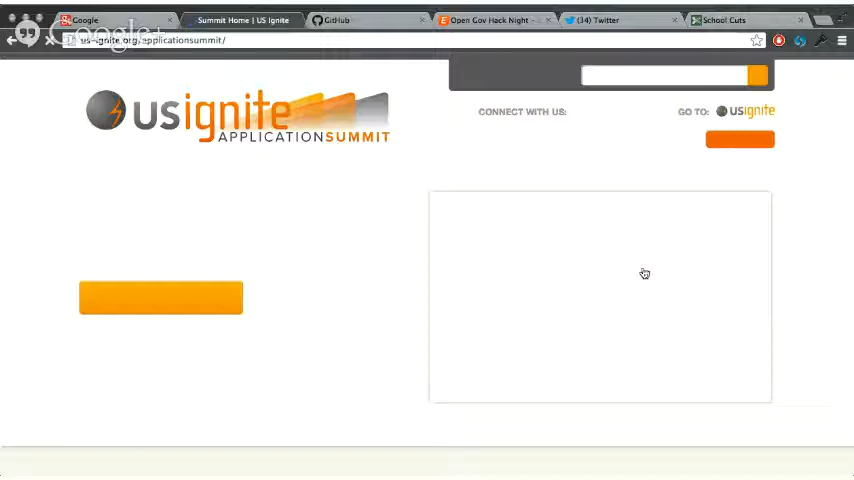 Google
Summit Home | US Ignite
GitHub
Open Gov Hack Night -
(34) Twitter
School Cuts
Google+
us-ignite.org/applicationsummit/
usignite
APPLICATIONSUMMIT
CONNECT WITH US:
GO TO: usignite